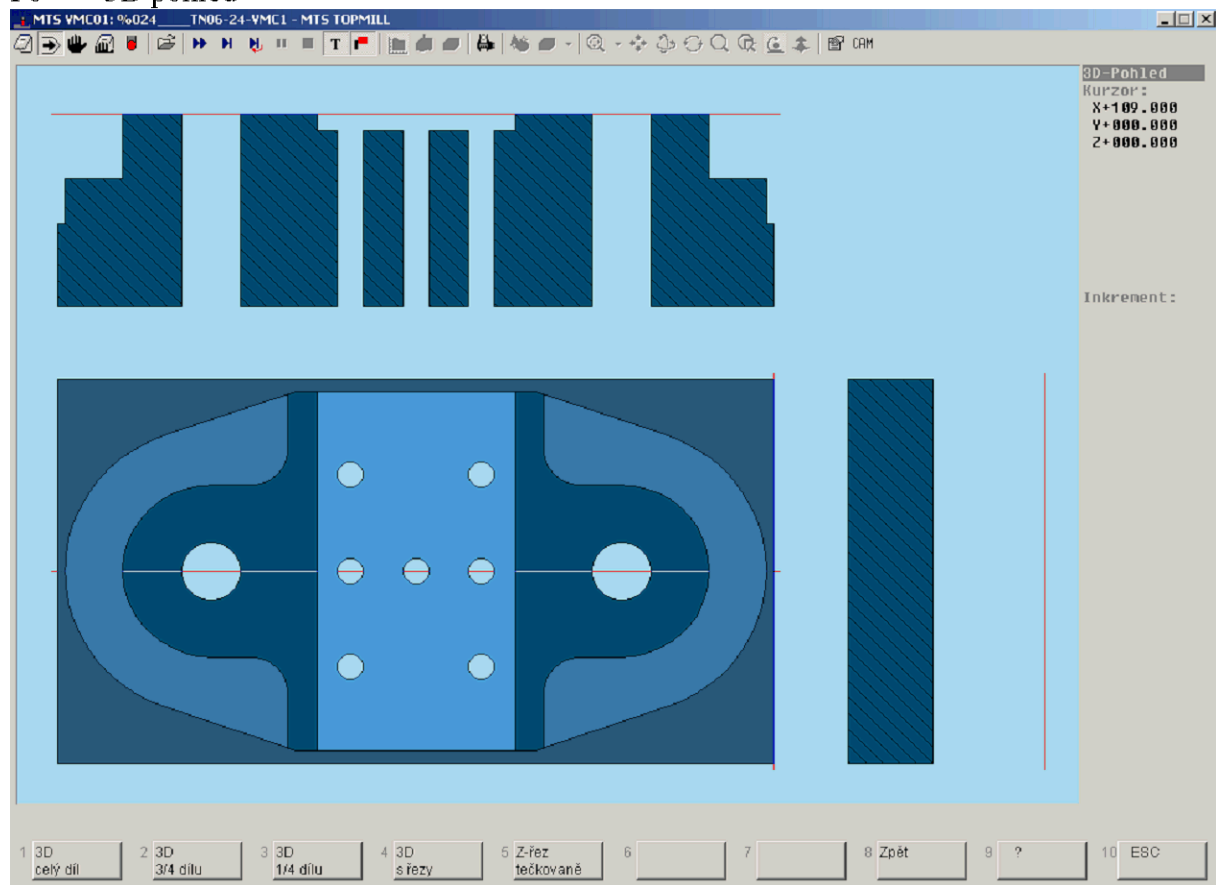 MTS VMC01: %024____TN06-24-VMC1 - MTS TOPMILL
T CAM
3D-Pohled
Kurzor:
X+109.000
Y+000.000
Z+000.000
Inkrement:
1 3D celý díl
2 3D 3/4 dílu
3 3D 1/4 dílu
4 3D s řezy
5 Z-řez tečkovaně
6
7
8 Zpět
9 ?
10 ESC